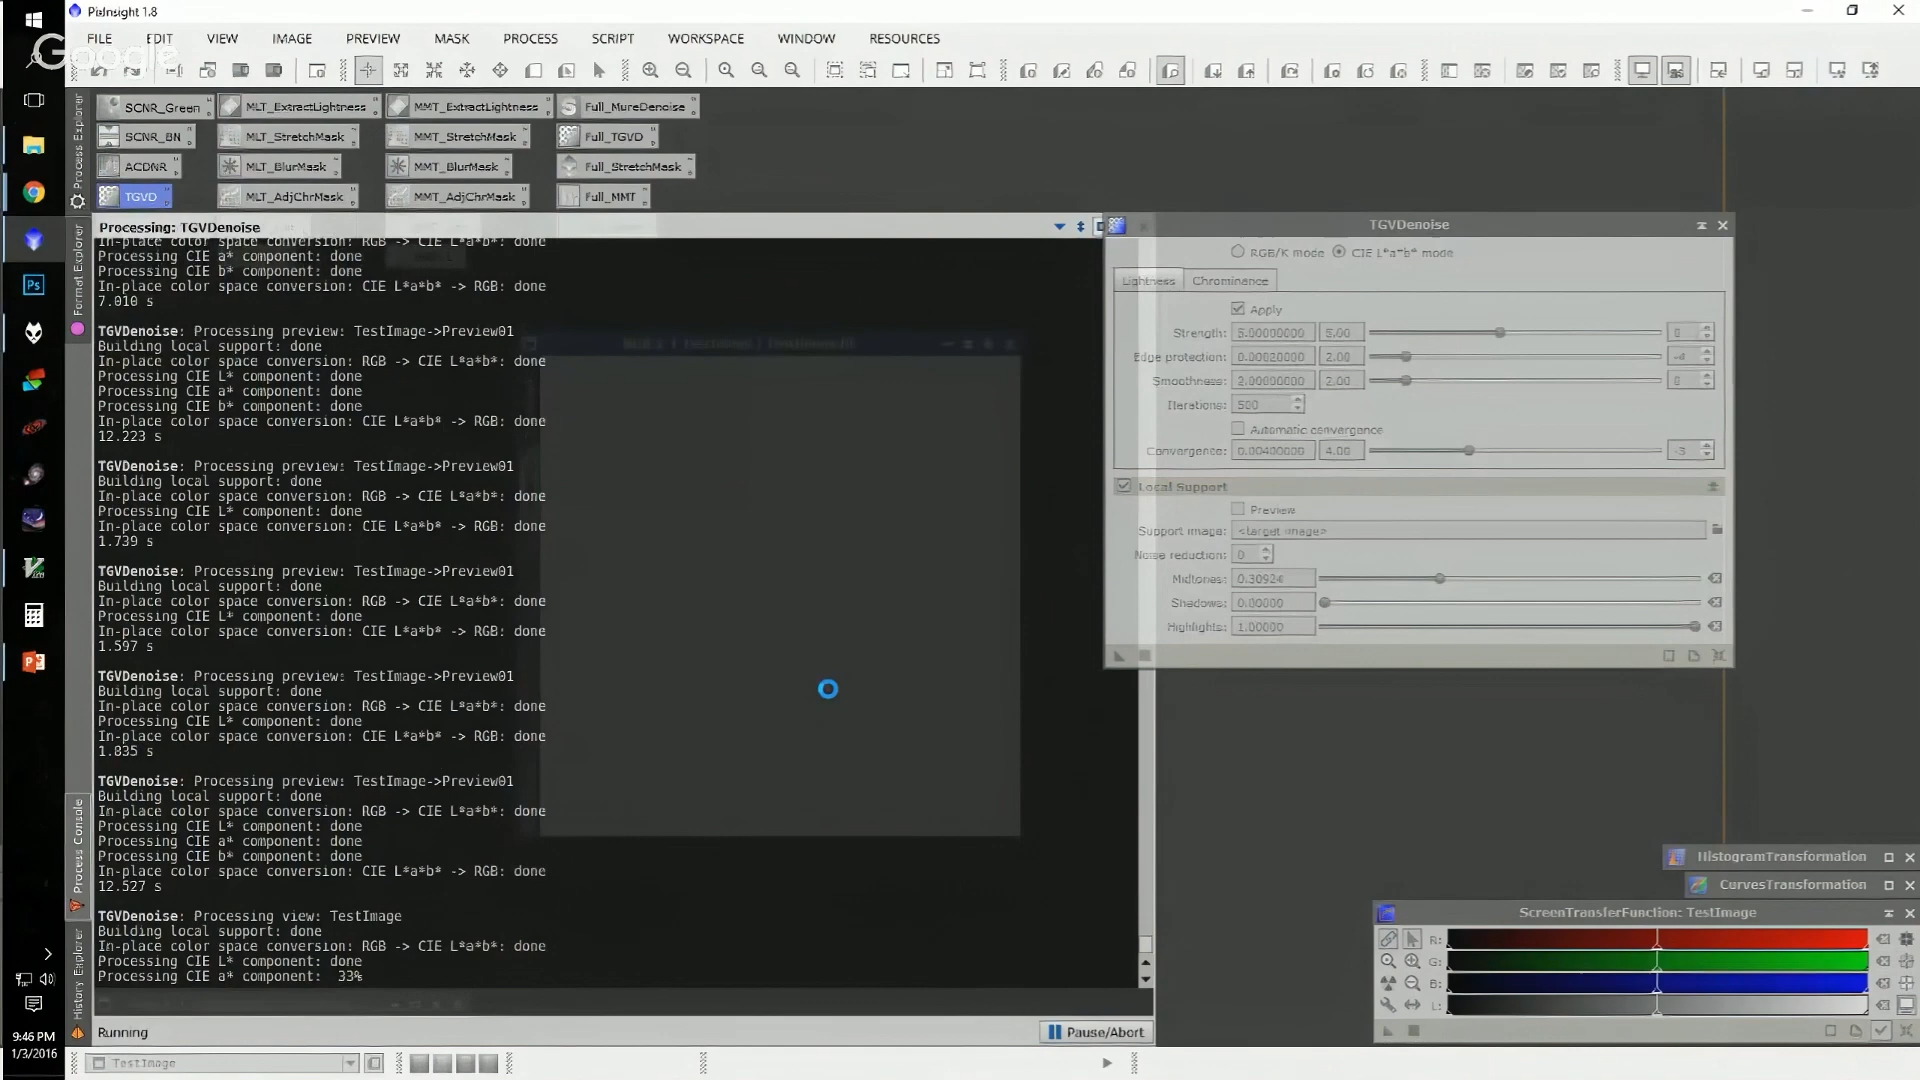 PixInsight 1.8
FILE EDIT VIEW IMAGE PREVIEW MASK PROCESS SCRIPT WORKSPACE WINDOW RESOURCES
Google
SCNR_Green MLT_ExtractLightness MMT_ExtractLightness Full_MureDenoise
SCNR_BN MLT_StretchMask MMT_StretchMask Full_TGVD
ACDNR MLT_BlurMask MMT_BlurMask Full_StretchMask
TGVD MLT_AdjChrMask MMT_AdjChrMask Full_MMT
Process Explorer
Format Explorer
Process Console
History Explorer
Processing: TGVDenoise
In-place color space conversion: RGB -> CIE L*a*b*: done
Processing CIE a* component: done
Processing CIE b* component: done
In-place color space conversion: CIE L*a*b* -> RGB: done
7.010 s
TGVDenoise: Processing preview: TestImage->Preview01
Building local support: done
In-place color space conversion: RGB -> CIE L*a*b*: done
Processing CIE L* component: done
Processing CIE a* component: done
Processing CIE b* component: done
In-place color space conversion: CIE L*a*b* -> RGB: done
12.223 s
TGVDenoise: Processing preview: TestImage->Preview01
Building local support: done
In-place color space conversion: RGB -> CIE L*a*b*: done
Processing CIE L* component: done
In-place color space conversion: CIE L*a*b* -> RGB: done
1.739 s
TGVDenoise: Processing preview: TestImage->Preview01
Building local support: done
In-place color space conversion: RGB -> CIE L*a*b*: done
Processing CIE L* component: done
In-place color space conversion: CIE L*a*b* -> RGB: done
1.597 s
TGVDenoise: Processing preview: TestImage->Preview01
Building local support: done
In-place color space conversion: RGB -> CIE L*a*b*: done
Processing CIE L* component: done
In-place color space conversion: CIE L*a*b* -> RGB: done
1.835 s
TGVDenoise: Processing preview: TestImage->Preview01
Building local support: done
In-place color space conversion: RGB -> CIE L*a*b*: done
Processing CIE L* component: done
Processing CIE a* component: done
Processing CIE b* component: done
In-place color space conversion: CIE L*a*b* -> RGB: done
12.527 s
TGVDenoise: Processing view: TestImage
Building local support: done
In-place color space conversion: RGB -> CIE L*a*b*: done
Processing CIE L* component: done
Processing CIE a* component: 33%
Running
Pause/Abort
TestImage
TGVDenoise
RGB/K mode CIE L*a*b* mode
Lightness Chrominance
Apply
Strength: 5.00000000 5.00 0
Edge protection: 0.00020000 2.00 -4
Smoothness: 2.00000000 2.00 0
Iterations: 500
Automatic convergence
Convergence: 0.00400000 4.00 -3
Local Support
Preview
Support image: <target image>
Noise reduction: 0
Midtones: 0.30924
Shadows: 0.00000
Highlights: 1.00000
HistogramTransformation
CurvesTransformation
ScreenTransferFunction: TestImage
R:
G:
B:
L:
Ps
9:46 PM
1/3/2016